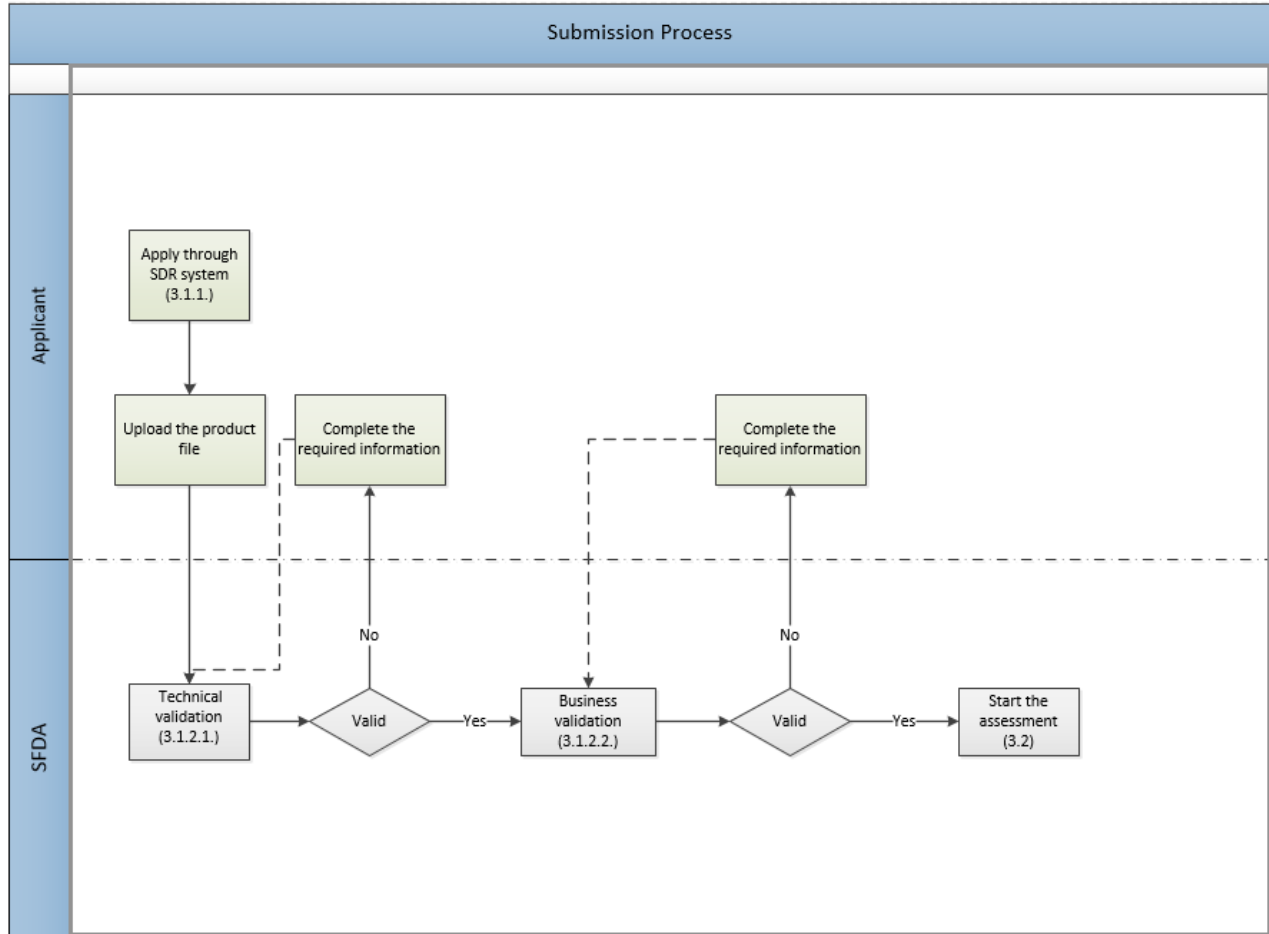 Submission Process
Applicant
Apply through
SDR system
(3.1.1.)
Upload the product
file
Complete the
required information
Complete the
required information
No
No
SFDA
Technical
validation
(3.1.2.1.)
Valid
Yes
Business
validation
(3.1.2.2.)
Valid
Yes
Start the
assessment
(3.2)